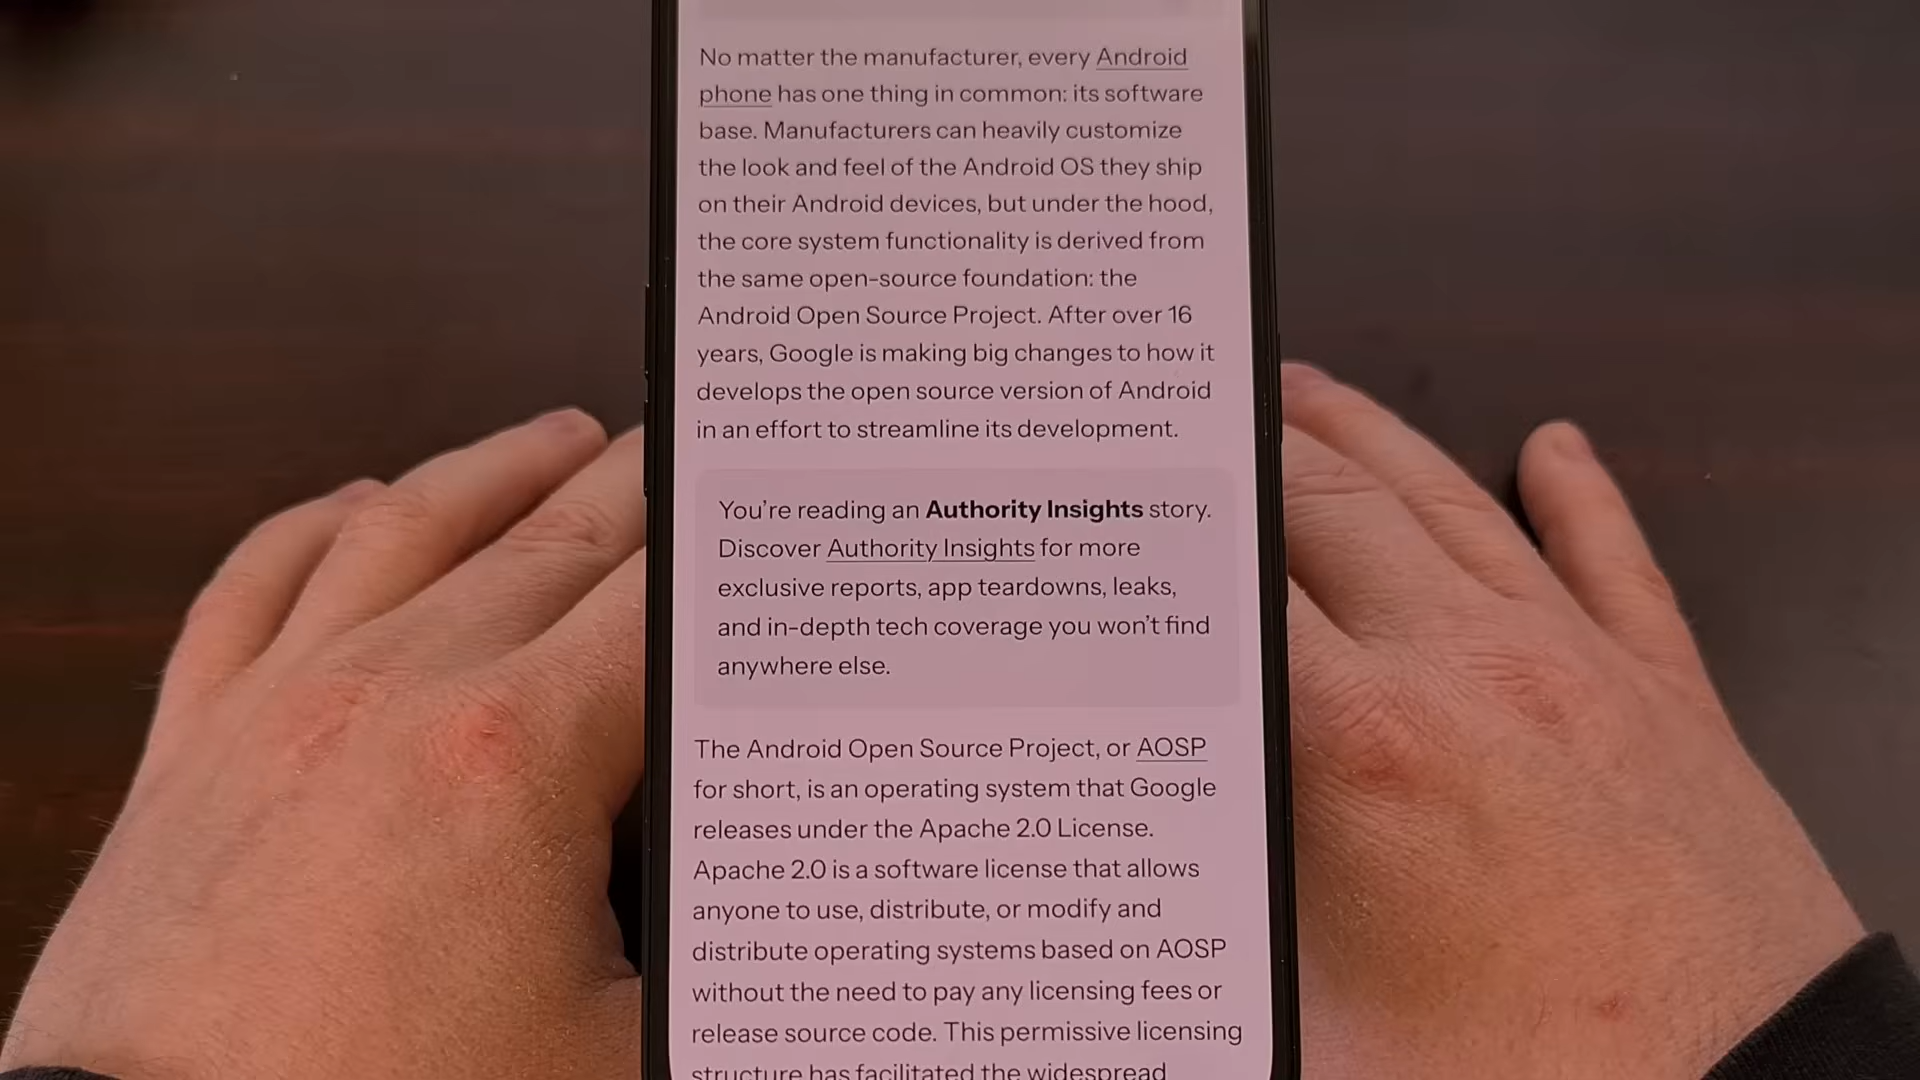 No matter the manufacturer, every Android
phone has one thing in common: its software
base. Manufacturers can heavily customize
the look and feel of the Android OS they ship
on their Android devices, but under the hood,
the core system functionality is derived from
the same open-source foundation: the
Android Open Source Project. After over 16
years, Google is making big changes to how it
develops the open source version of Android
in an effort to streamline its development.
You’re reading an Authority Insights story.
Discover Authority Insights for more
exclusive reports, app teardowns, leaks,
and in-depth tech coverage you won’t find
anywhere else.
The Android Open Source Project, or AOSP
for short, is an operating system that Google
releases under the Apache 2.0 License.
Apache 2.0 is a software license that allows
anyone to use, distribute, or modify and
distribute operating systems based on AOSP
without the need to pay any licensing fees or
release source code. This permissive licensing
structure has facilitated the widespread